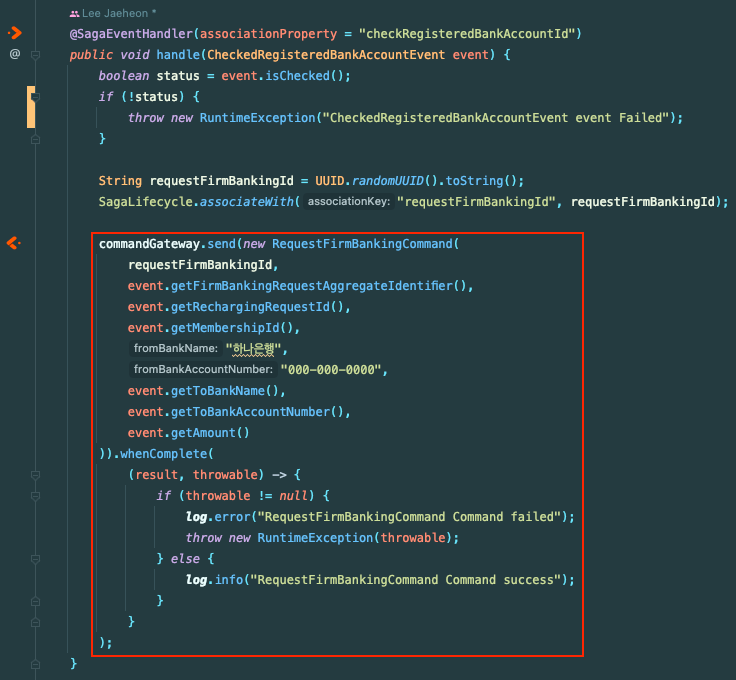 Lee Jaeheon *
@SagaEventHandler(associationProperty = "checkRegisteredBankAccountId")
@ public void handle(CheckedRegisteredBankAccountEvent event) {
boolean status = event.isChecked();
if (!status) {
throw new RuntimeException("CheckedRegisteredBankAccountEvent event Failed");
}
String requestFirmBankingId = UUID.randomUUID().toString();
SagaLifecycle.associateWith( associationKey: "requestFirmBankingId", requestFirmBankingId);
commandGateway.send(new RequestFirmBankingCommand(
requestFirmBankingId,
event.getFirmBankingRequestAggregateIdentifier(),
event.getRechargingRequestId(),
event.getMembershipId(),
fromBankName: "하나은행",
fromBankAccountNumber: "000-000-0000",
event.getToBankName(),
event.getToBankAccountNumber(),
event.getAmount()
)).whenComplete(
(result, throwable) -> {
if (throwable != null) {
log.error("RequestFirmBankingCommand Command failed");
throw new RuntimeException(throwable);
} else {
log.info("RequestFirmBankingCommand Command success");
}
}
);
}